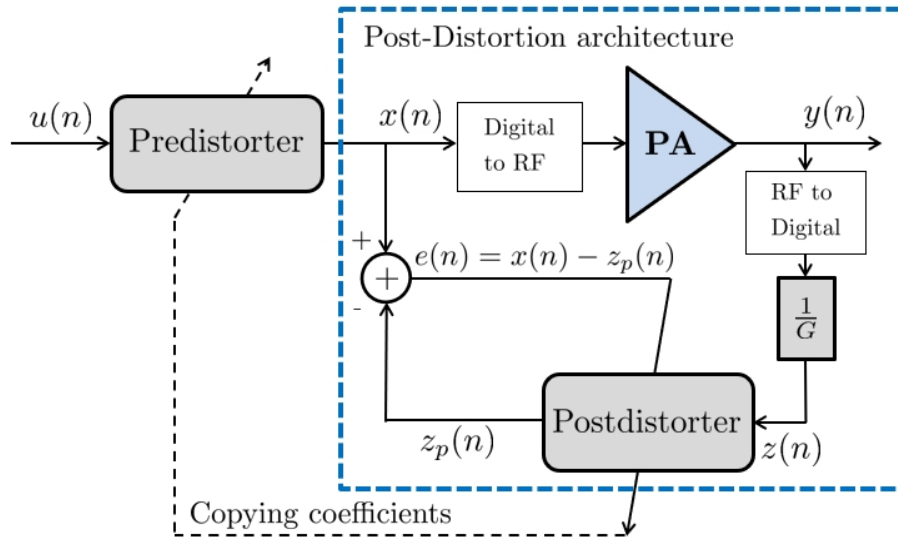 Post-Distortion architecture
u(n)
Predistorter
x(n)
Digital
to RF
PA
y(n)
RF to
Digital
+
e(n) = x(n) − z_p(n)
+
-
1/G
Postdistorter
z_p(n)
z(n)
Copying coefficients